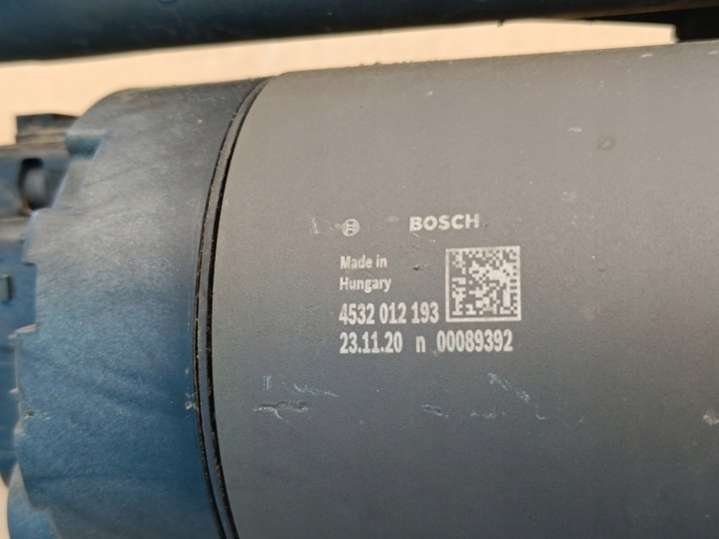 BOSCH
Made in
Hungary
4532 012 193
23.11.20 n 00089392